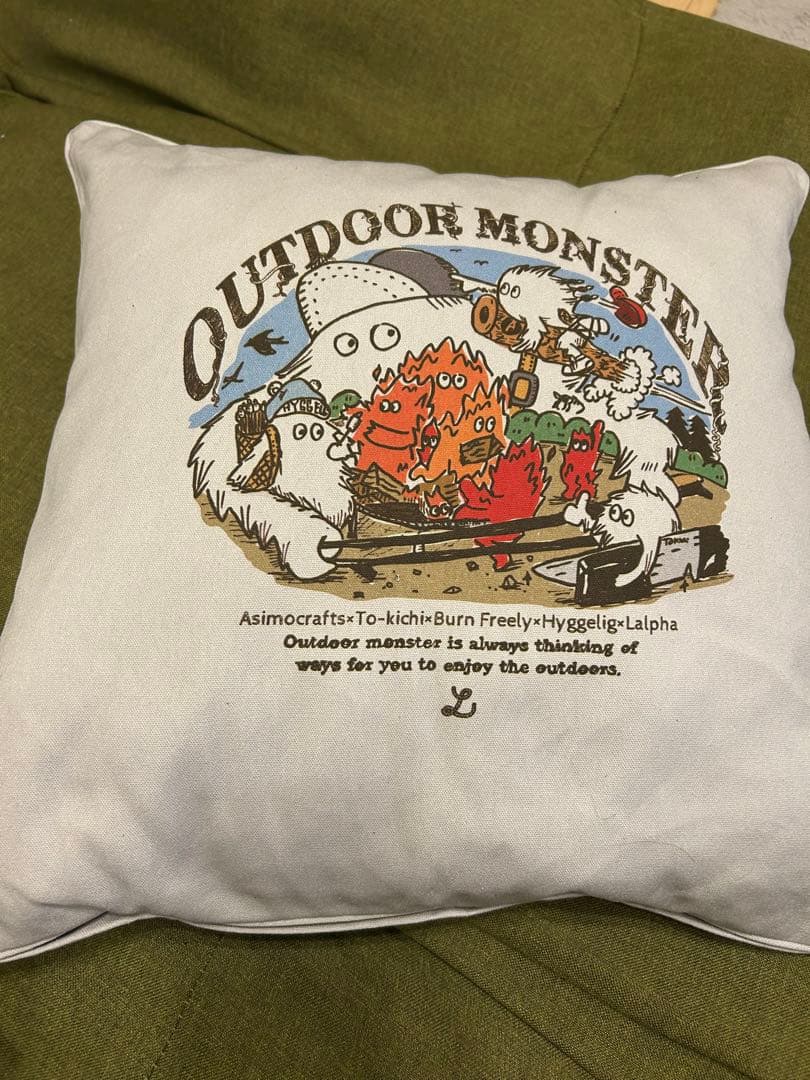 OUTDOOR MONSTER
HYGGELIG
Asimocrafts×To-kichi×Burn Freely×Hyggelig×Lalpha
Outdoor monster is always thinking of
ways for you to enjoy the outdoors.
L